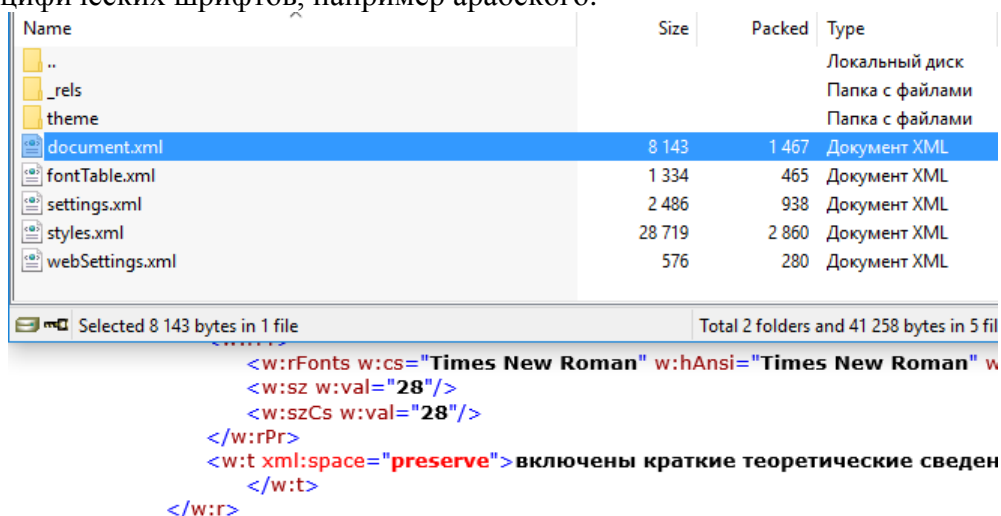 цифических шрифтов, например арабского.
Name Size Packed Type
.. Локальный диск
_rels Папка с файлами
theme Папка с файлами
document.xml 8 143 1 467 Документ XML
fontTable.xml 1 334 465 Документ XML
settings.xml 2 486 938 Документ XML
styles.xml 28 719 2 860 Документ XML
webSettings.xml 576 280 Документ XML
Selected 8 143 bytes in 1 file Total 2 folders and 41 258 bytes in 5 fil
<w:rFonts w:cs="Times New Roman" w:hAnsi="Times New Roman" w
<w:sz w:val="28"/>
<w:szCs w:val="28"/>
</w:rPr>
<w:t xml:space="preserve">включены краткие теоретические сведен
</w:t>
</w:r>